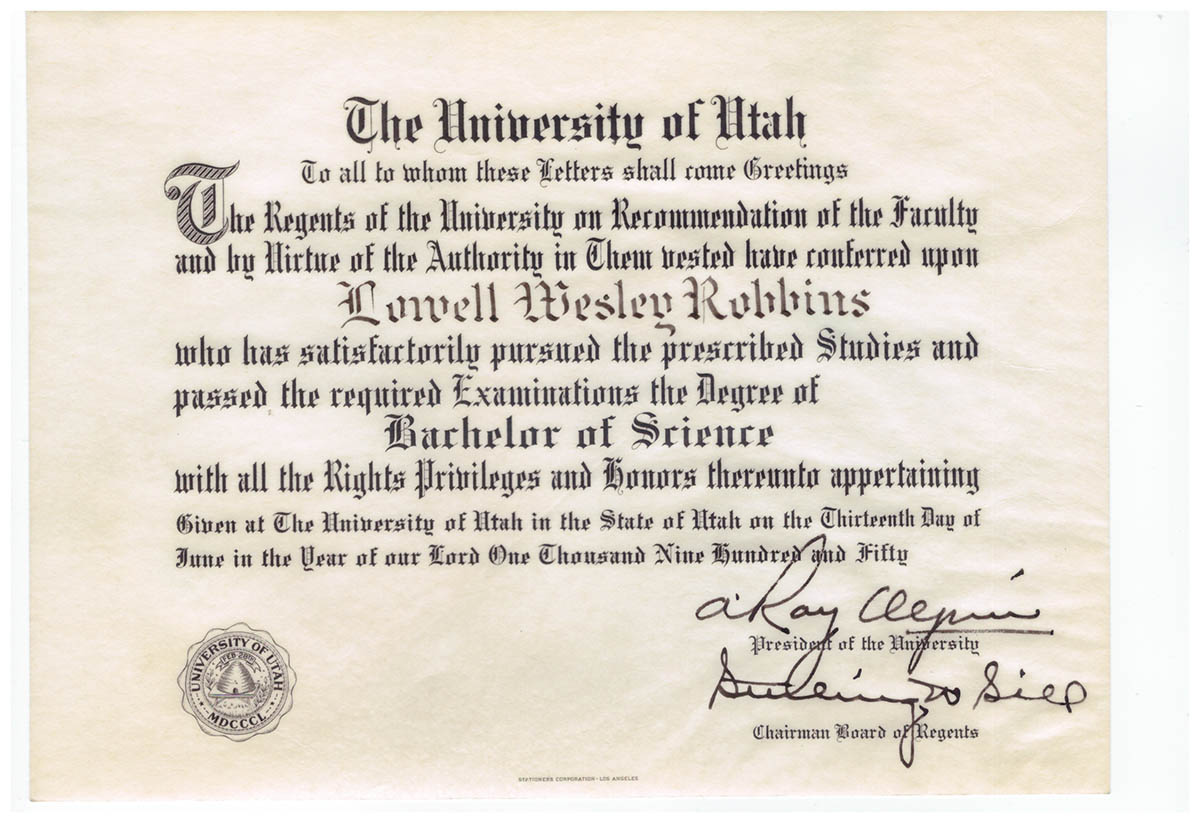 The University of Utah
To all to whom these Letters shall come Greetings
The Regents of the University on Recommendation of the Faculty
and by Virtue of the Authority in Them vested have conferred upon
Lowell Wesley Robbins
who has satisfactorily pursued the prescribed Studies and
passed the required Examinations the Degree of
Bachelor of Science
with all the Rights Privileges and Honors thereunto appertaining
Given at The University of Utah in the State of Utah on the Thirteenth Day of
June in the Year of our Lord One Thousand Nine Hundred and Fifty
A Ray Olpin
President of the University
W Sill
Chairman Board of Regents
UNIVERSITY OF UTAH
FEB 28TH
MDCCCL
STATIONERS CORPORATION - LOS ANGELES